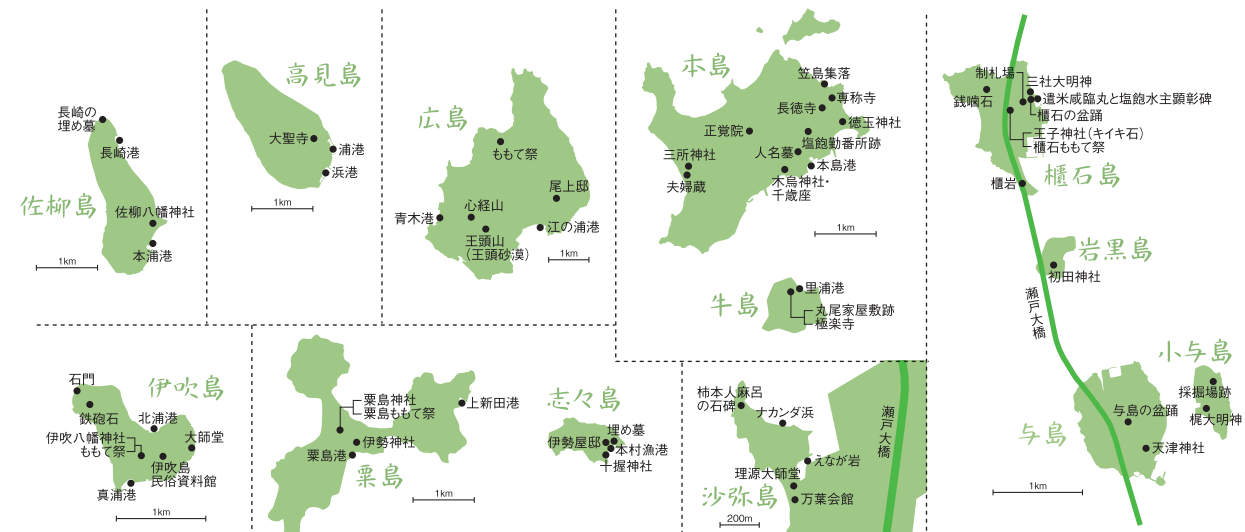 長崎の
埋め墓
長崎港
佐柳島
佐柳八幡神社
本浦港
1km
高見島
大聖寺
浦港
浜港
1km
広島
ももて祭
尾上邸
青木港
心経山
王頭山
（王頭砂漠）
江の浦港
1km
本島
笠島集落
専称寺
長徳寺
徳玉神社
正覚院
塩飽勤番所跡
三所神社
人名墓
本島港
夫婦蔵
木烏神社・
千歳座
1km
牛島
里浦港
丸尾家屋敷跡
極楽寺
制札場
三社大明神
銭噛石
遣米咸臨丸と塩飽水主顕彰碑
櫃石の盆踊
王子神社（キイキ石）
櫃石ももて祭
櫃岩
櫃石島
岩黒島
初田神社
瀬戸大橋
小与島
採掘場跡
梶大明神
与島
与島の盆踊
天津神社
1km
石門
伊吹島
鉄砲石
北浦港
伊吹八幡神社
ももて祭
大師堂
伊吹島
民俗資料館
真浦港
1km
粟島神社
粟島ももて祭
上新田港
伊勢神社
粟島港
粟島
1km
志々島
埋め墓
伊勢屋邸
本村漁港
十握神社
柿本人麻呂
の石碑
ナカンダ浜
瀬戸大橋
えなが岩
理源大師堂
沙弥島
万葉会館
200m